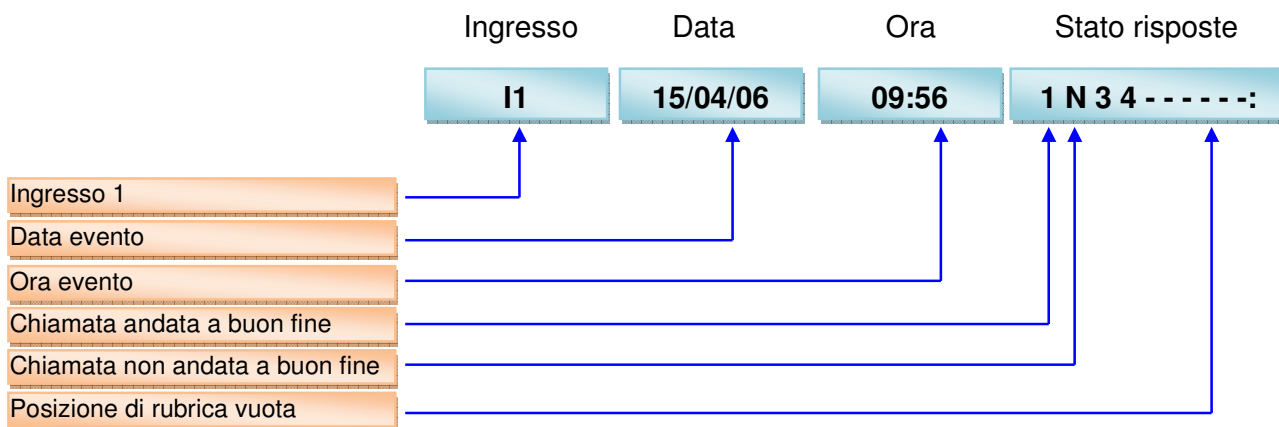 Ingresso Data Ora Stato risposte
I1 15/04/06 09:56 1 N 3 4 - - - - - -:
Ingresso 1
Data evento
Ora evento
Chiamata andata a buon fine
Chiamata non andata a buon fine
Posizione di rubrica vuota